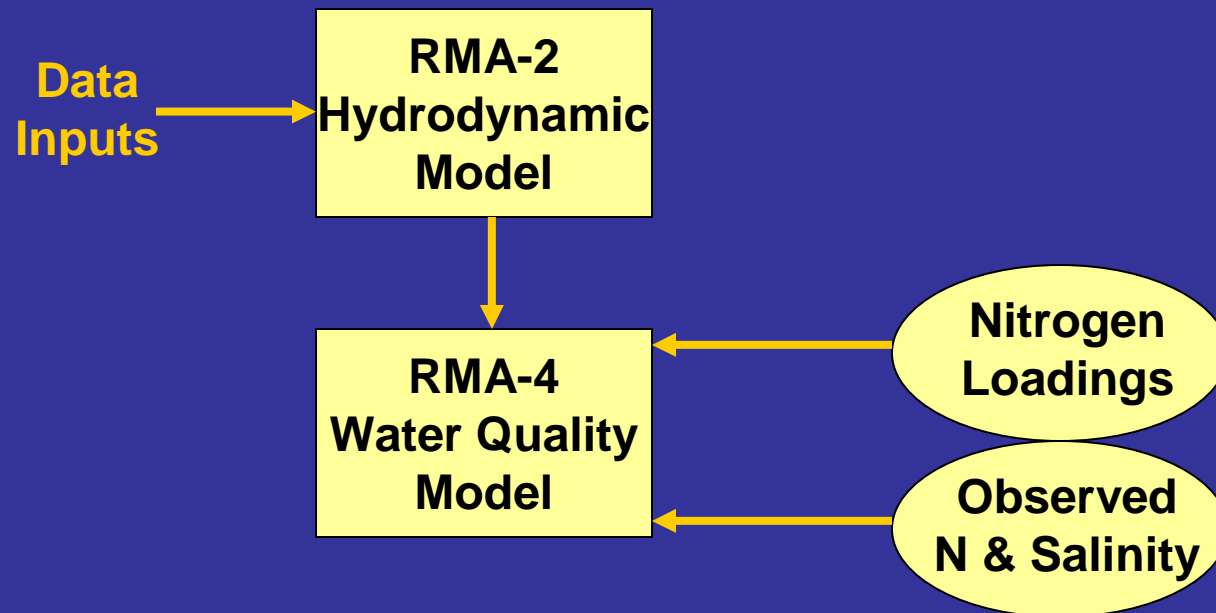 Data
Inputs
RMA-2
Hydrodynamic
Model
RMA-4
Water Quality
Model
Nitrogen
Loadings
Observed
N & Salinity